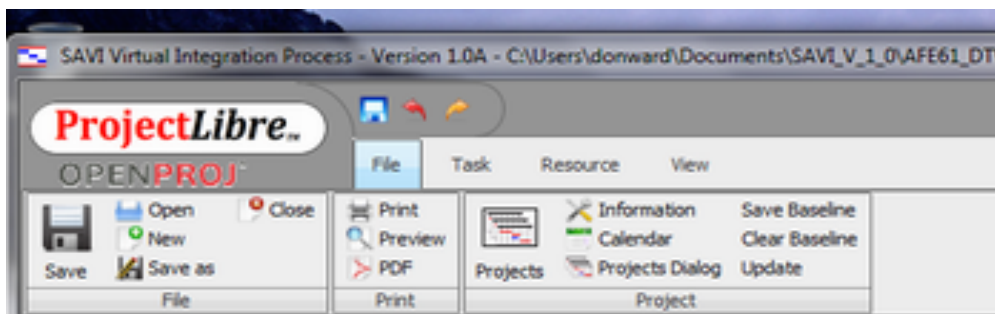 SAVI Virtual Integration Process - Version 1.0A - C:\Users\donward\Documents\SAVI_V_1_0\AFE61_DT
ProjectLibre™
OPENPROJ
File Task Resource View
Open Close Print Information Save Baseline
New Preview Calendar Clear Baseline
Save Save as PDF Projects Projects Dialog Update
File Print Project